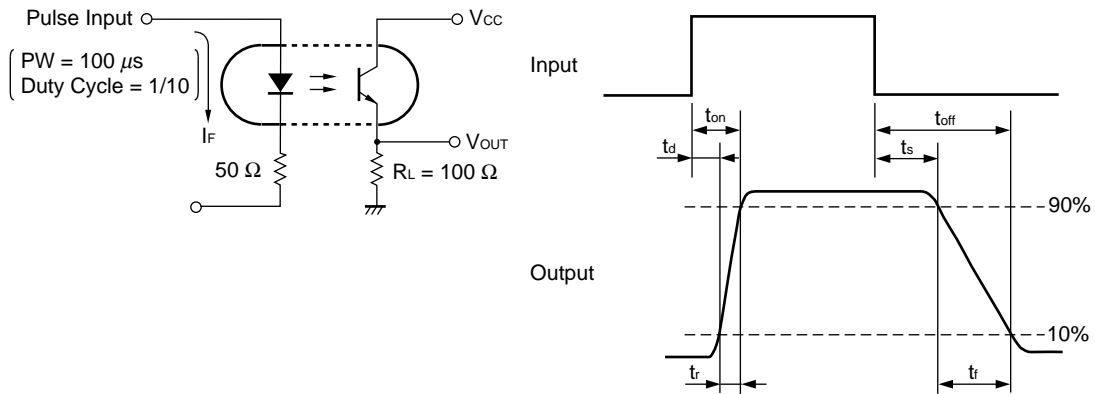 Pulse Input
PW = 100 μs
Duty Cycle = 1/10
IF
50 Ω
VCC
VOUT
RL = 100 Ω
Input
ton
toff
td
ts
90%
Output
10%
tr
tf